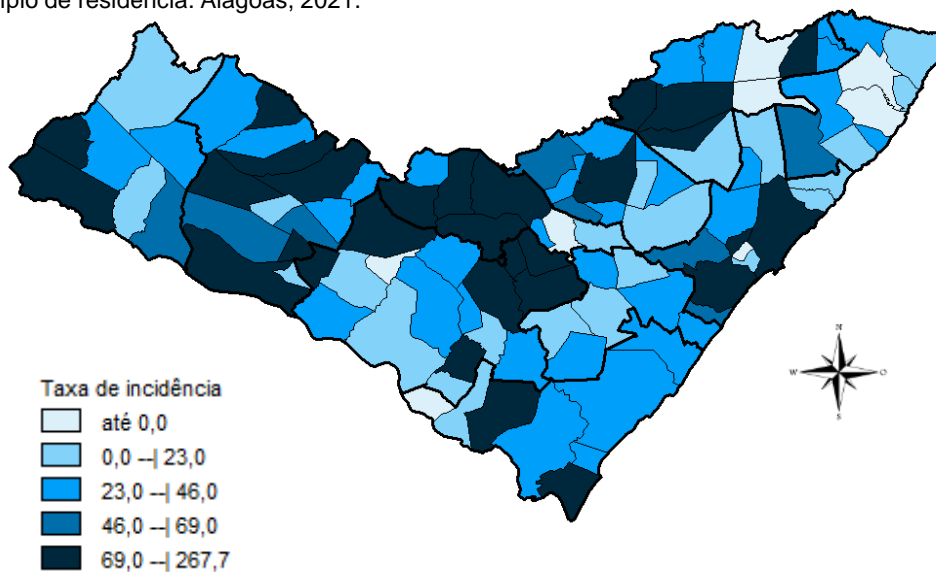 município de residência. Alagoas, 2021.
N
W
O
S
Taxa de incidência
até 0,0
0,0 --| 23,0
23,0 --| 46,0
46,0 --| 69,0
69,0 --| 267,7